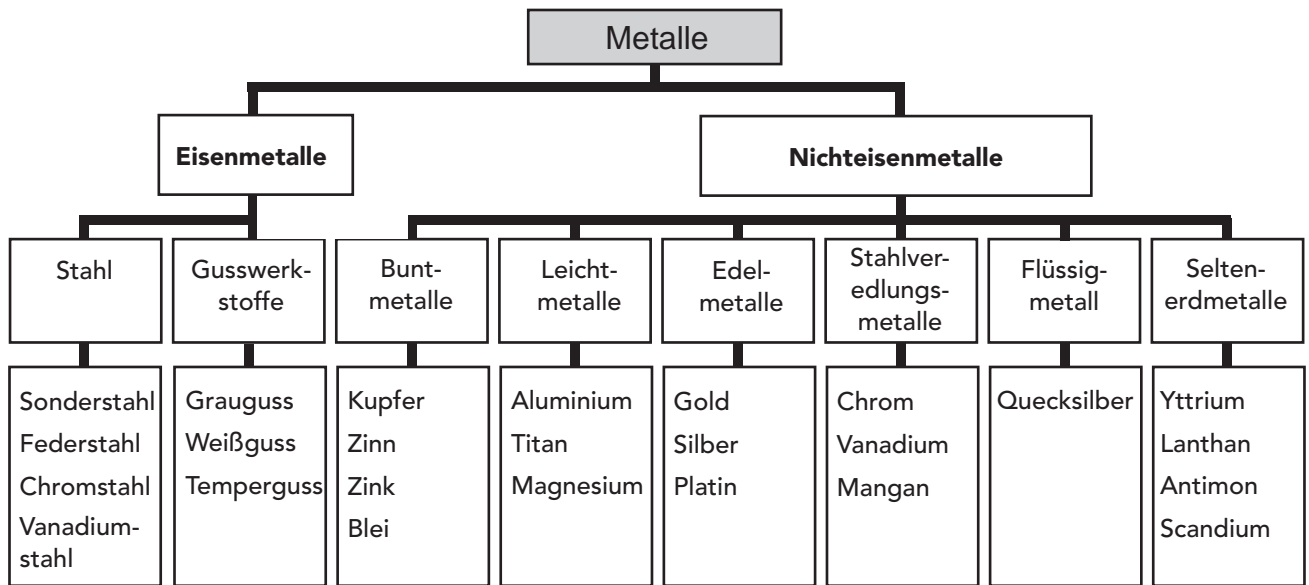 Metalle
Eisenmetalle
Nichteisenmetalle
Stahl
Gusswerk-
stoffe
Bunt-
metalle
Leicht-
metalle
Edel-
metalle
Stahlver-
edlungs-
metalle
Flüssig-
metall
Selten-
erdmetalle
Sonderstahl
Federstahl
Chromstahl
Vanadium-
stahl
Grauguss
Weißguss
Temperguss
Kupfer
Zinn
Zink
Blei
Aluminium
Titan
Magnesium
Gold
Silber
Platin
Chrom
Vanadium
Mangan
Quecksilber
Yttrium
Lanthan
Antimon
Scandium